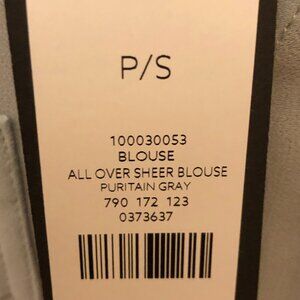 P/S
100030053
BLOUSE
ALL OVER SHEER BLOUSE
PURITAIN GRAY
790 172 123
0373637